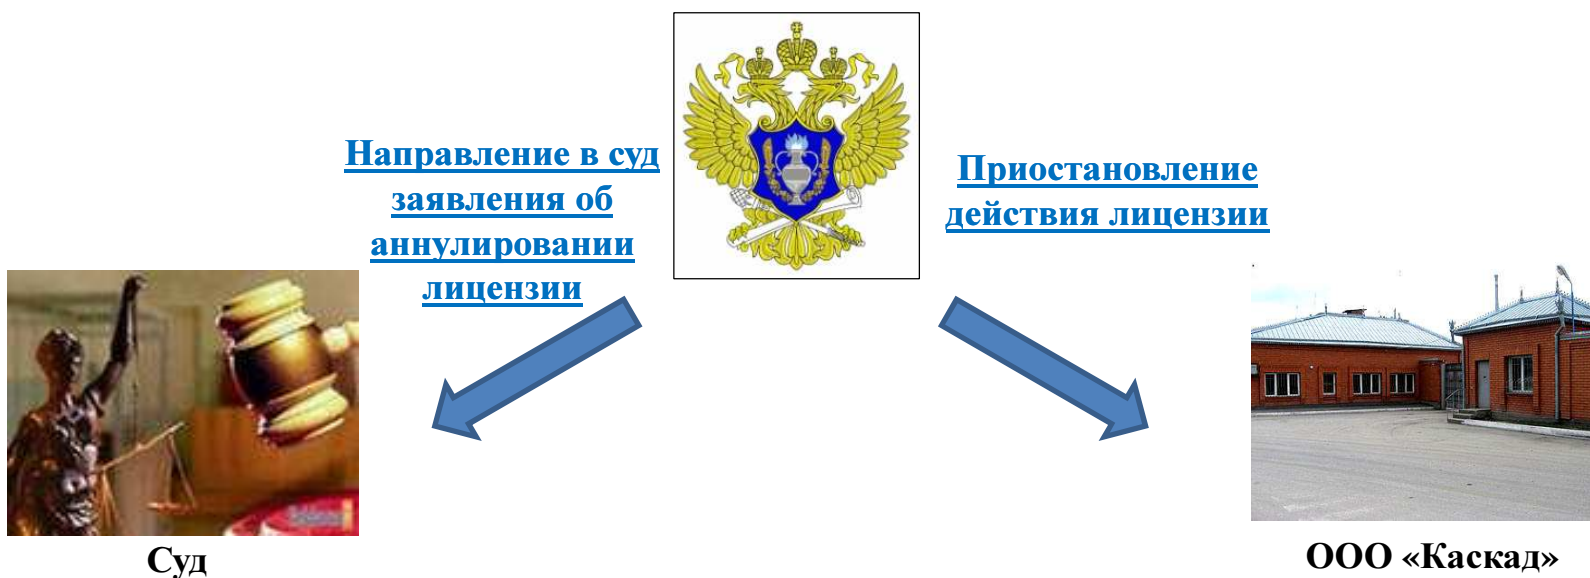 Направление в суд
заявления об
аннулировании
лицензии
Приостановление
действия лицензии
Суд
ООО «Каскад»